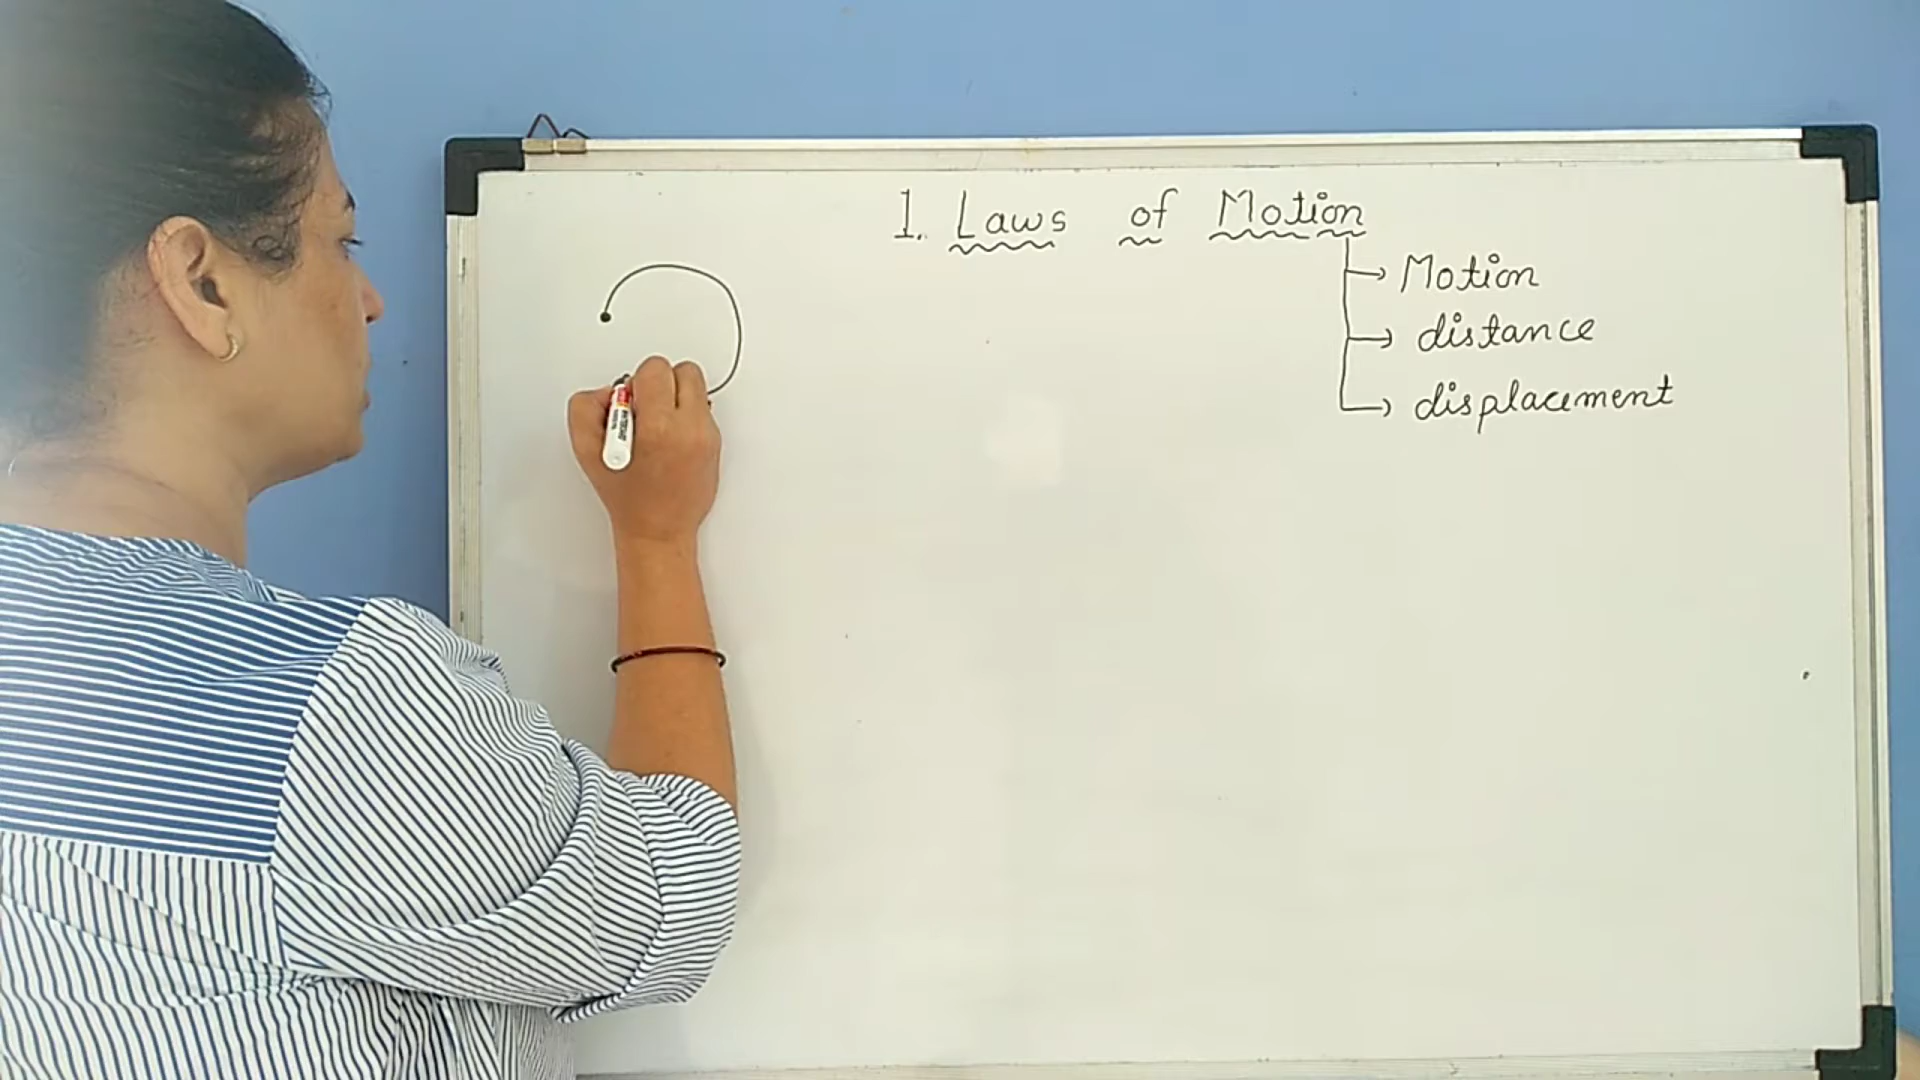 1. Laws of Motion
Motion
distance
displacement